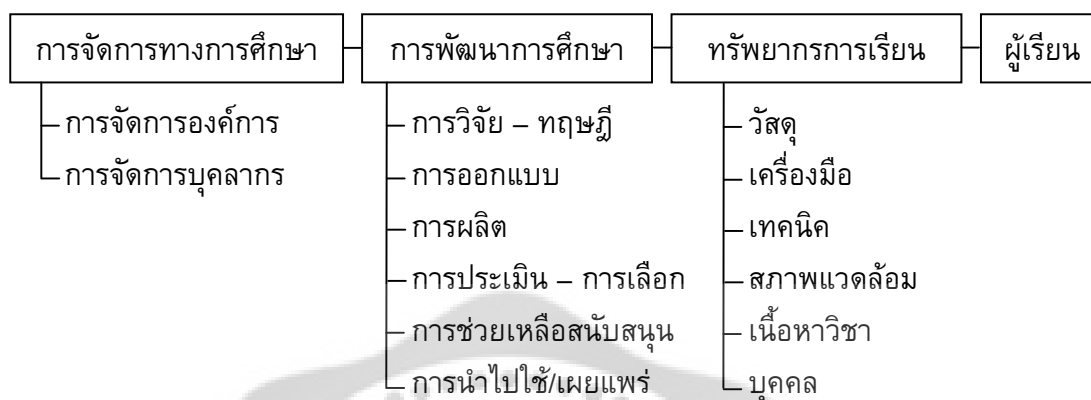 การจัดการทางการศึกษา
การพัฒนาการศึกษา
ทรัพยากรการเรียน
ผู้เรียน
การจัดการองค์การ
การจัดการบุคลากร
การวิจัย – ทฤษฎี
การออกแบบ
การผลิต
การประเมิน – การเลือก
การช่วยเหลือสนับสนุน
การนำไปใช้/เผยแพร่
วัสดุ
เครื่องมือ
เทคนิค
สภาพแวดล้อม
เนื้อหาวิชา
บุคคล